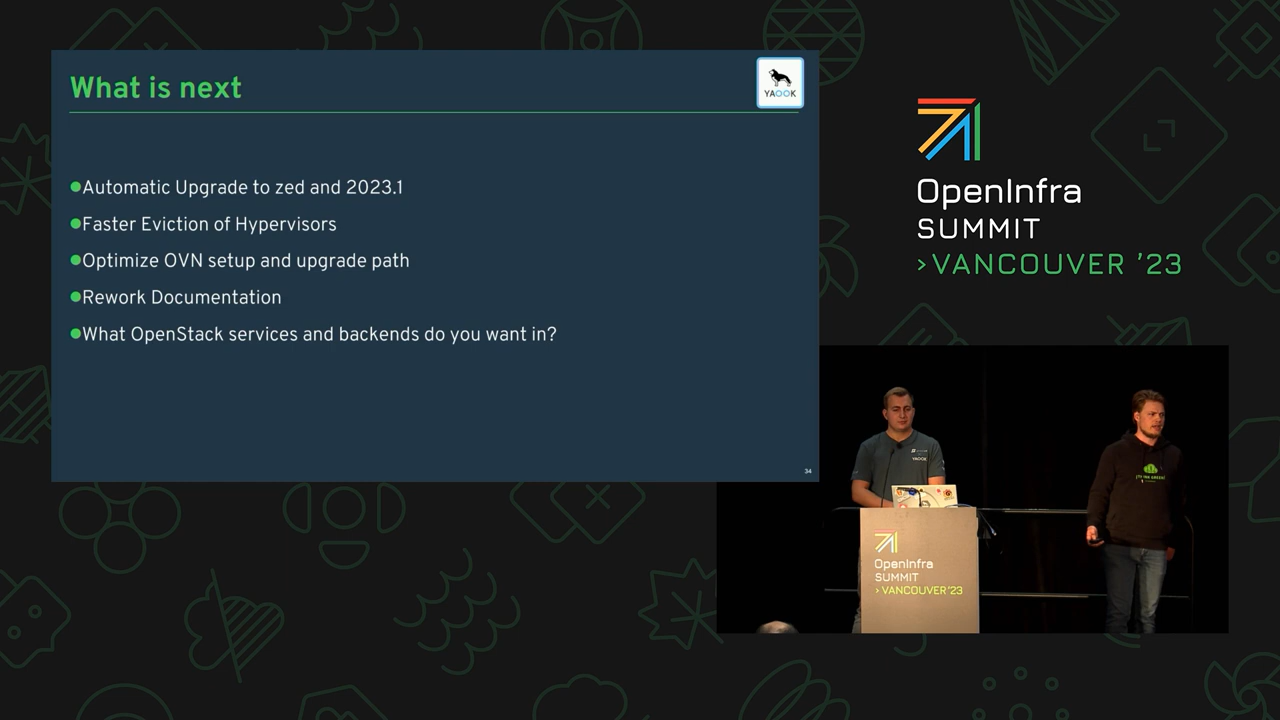 What is next
YAOOK
Automatic Upgrade to zed and 2023.1
Faster Eviction of Hypervisors
Optimize OVN setup and upgrade path
Rework Documentation
What OpenStack services and backends do you want in?
34
OpenInfra
SUMMIT
>VANCOUVER '23
YAOOK
OpenInfra
SUMMIT
>VANCOUVER '23